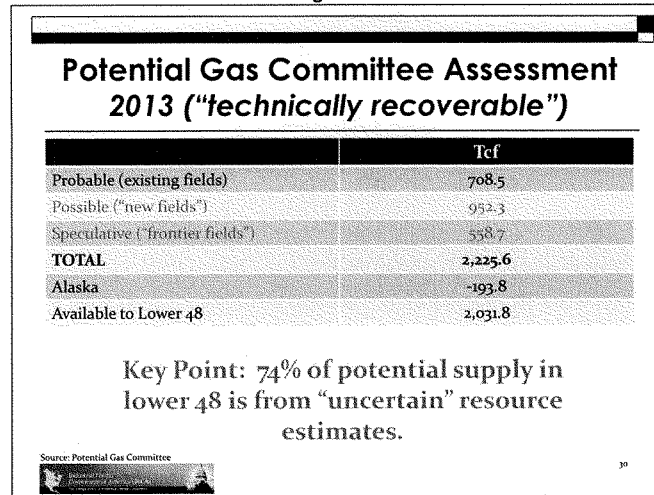 Potential Gas Committee Assessment
2013 ("technically recoverable")
Tcf
Probable (existing fields) 708.5
Possible ("new fields") 952.3
Speculative ("frontier fields") 558.7
TOTAL 2,225.6
Alaska -193.8
Available to Lower 48 2,031.8
Key Point: 74% of potential supply in
lower 48 is from "uncertain" resource
estimates.
Source: Potential Gas Committee
30